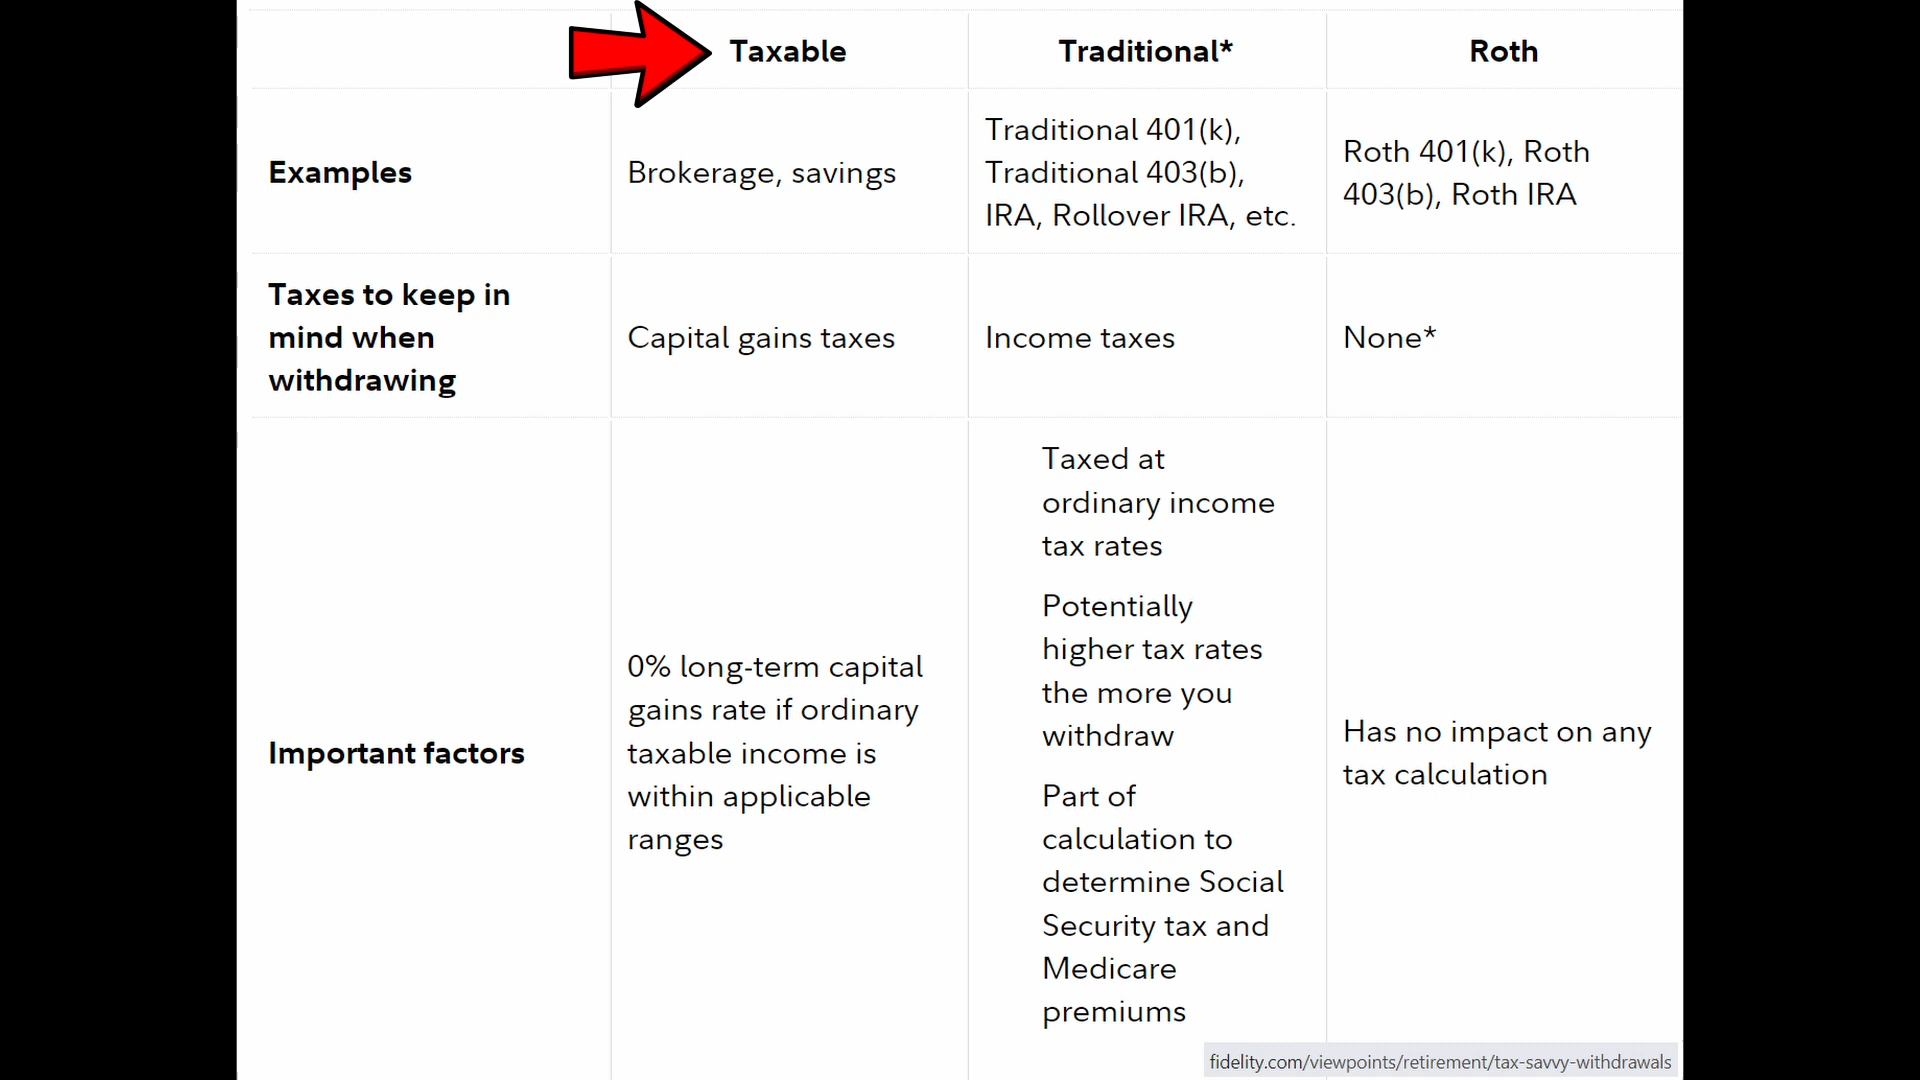 Taxable
Traditional*
Roth
Examples
Brokerage, savings
Traditional 401(k),
Traditional 403(b),
IRA, Rollover IRA, etc.
Roth 401(k), Roth
403(b), Roth IRA
Taxes to keep in
mind when
withdrawing
Capital gains taxes
Income taxes
None*
Important factors
0% long-term capital
gains rate if ordinary
taxable income is
within applicable
ranges
Taxed at
ordinary income
tax rates
Potentially
higher tax rates
the more you
withdraw
Part of
calculation to
determine Social
Security tax and
Medicare
premiums
Has no impact on any
tax calculation
fidelity.com/viewpoints/retirement/tax-savvy-withdrawals